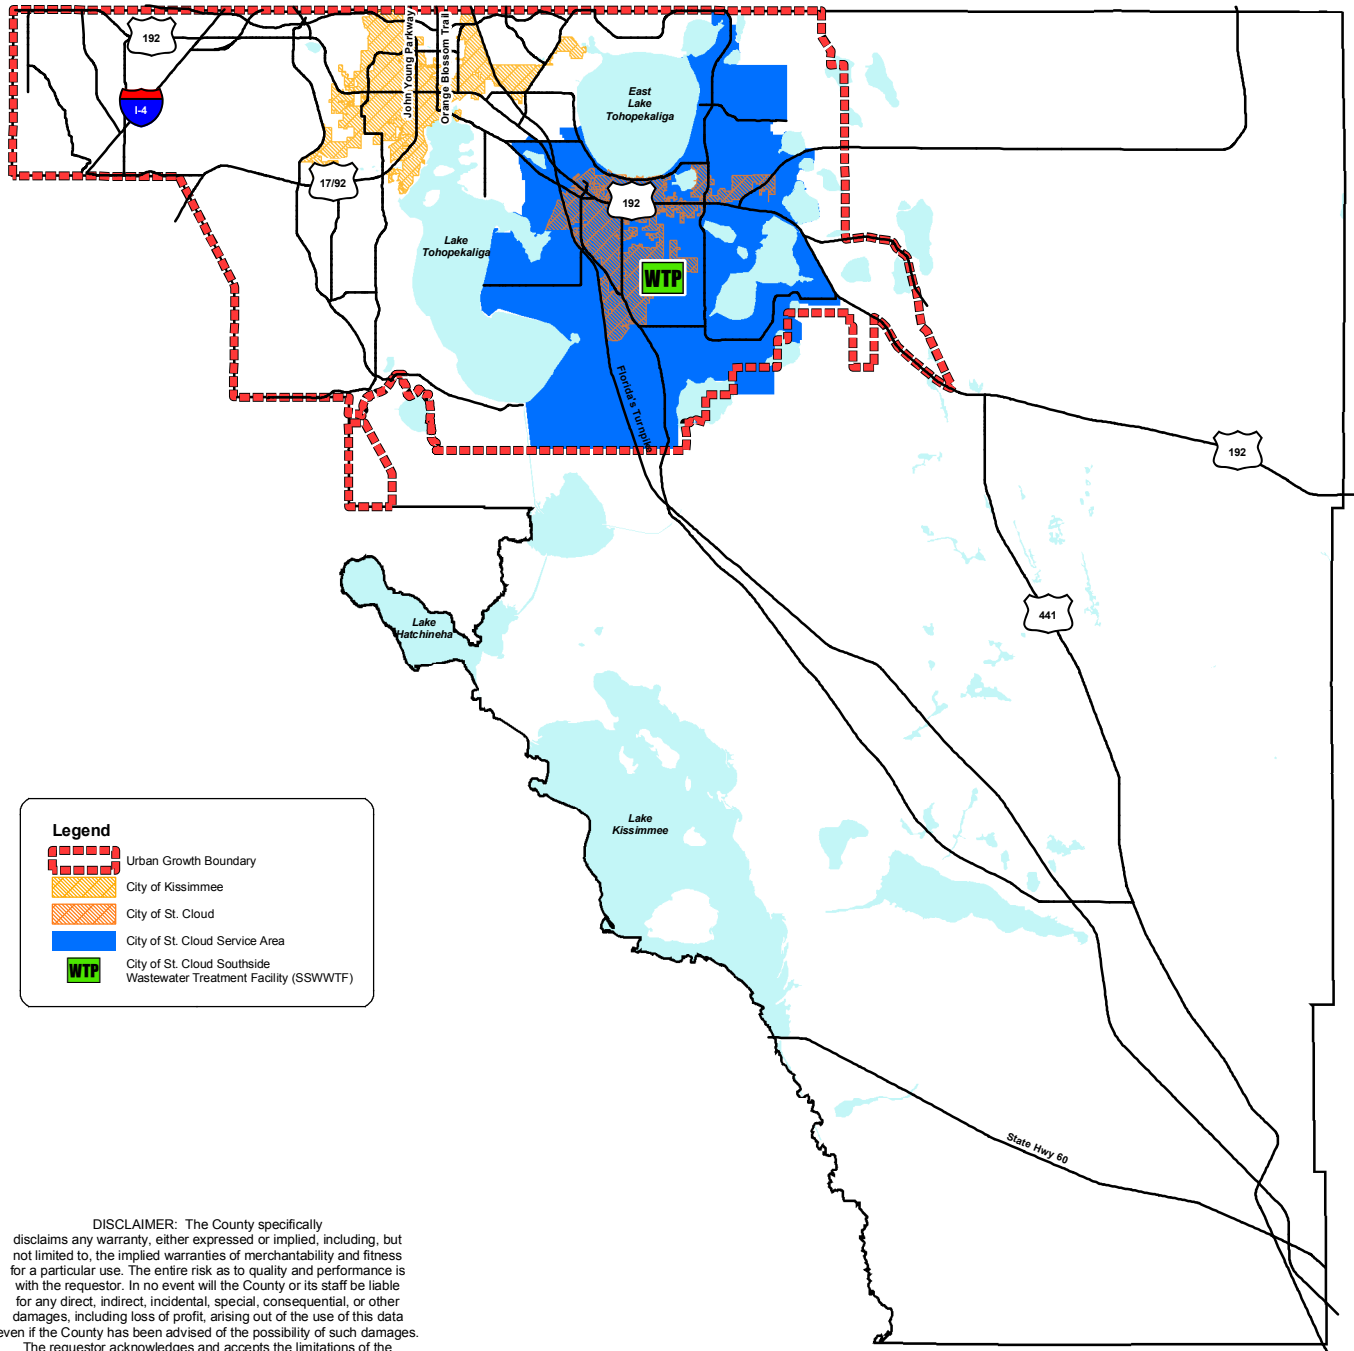 192
I-4
John Young Parkway
Orange Blossom Trail
17/92
East
Lake
Tohopekaliga
192
Lake
Tohopekaliga
WTP
Florida's Turnpike
192
441
Lake
Hatchineha
Lake
Kissimmee
State Hwy 60
Legend
Urban Growth Boundary
City of Kissimmee
City of St. Cloud
City of St. Cloud Service Area
WTP
City of St. Cloud Southside
Wastewater Treatment Facility (SSWWTF)
DISCLAIMER: The County specifically
disclaims any warranty, either expressed or implied, including, but
not limited to, the implied warranties of merchantability and fitness
for a particular use. The entire risk as to quality and performance is
with the requestor. In no event will the County or its staff be liable
for any direct, indirect, incidental, special, consequential, or other
damages, including loss of profit, arising out of the use of this data
even if the County has been advised of the possibility of such damages.
The requestor acknowledges and accepts the limitations of the